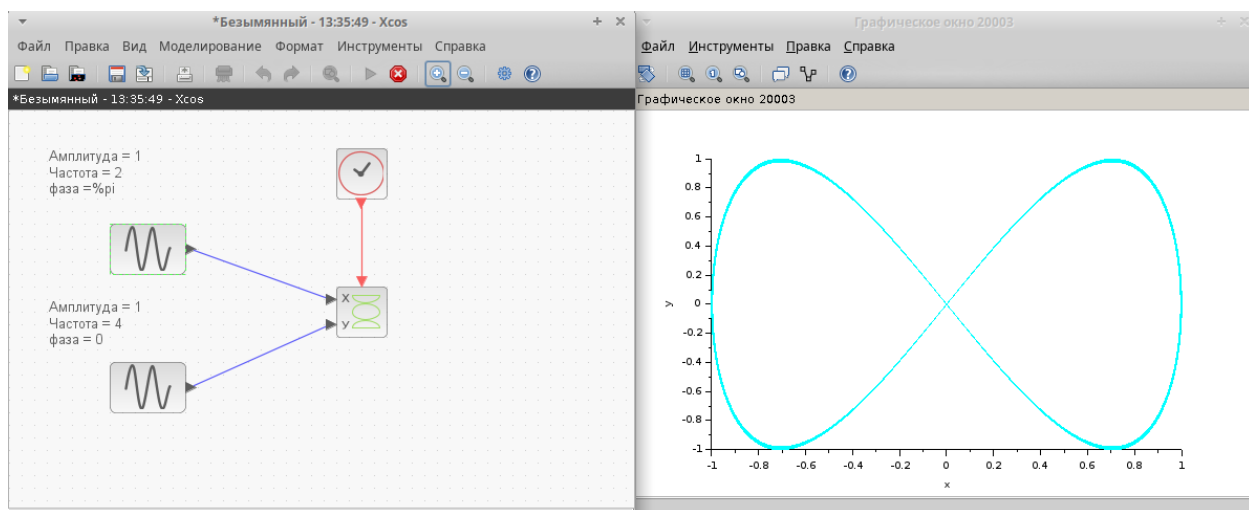 *Безымянный - 13:35:49 - Xcos
Файл Правка Вид Моделирование Формат Инструменты Справка
*Безымянный - 13:35:49 - Xcos
Амплитуда = 1
Частота = 2
фаза =%pi
Амплитуда = 1
Частота = 4
фаза = 0
X
y
Графическое окно 20003
Файл Инструменты Правка Справка
Графическое окно 20003
1
0.8
0.6
0.4
0.2
0
-0.2
-0.4
-0.6
-0.8
-1
y
-1 -0.8 -0.6 -0.4 -0.2 0 0.2 0.4 0.6 0.8 1
x